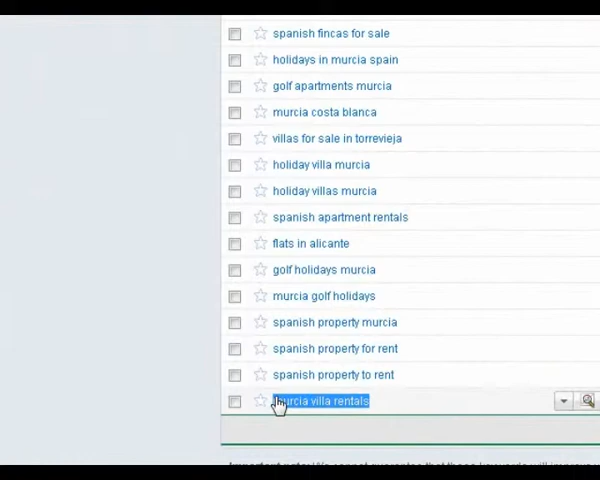 spanish fincas for sale
holidays in murcia spain
golf apartments murcia
murcia costa blanca
villas for sale in torrevieja
holiday villa murcia
holiday villas murcia
spanish apartment rentals
flats in alicante
golf holidays murcia
murcia golf holidays
spanish property murcia
spanish property for rent
spanish property to rent
murcia villa rentals